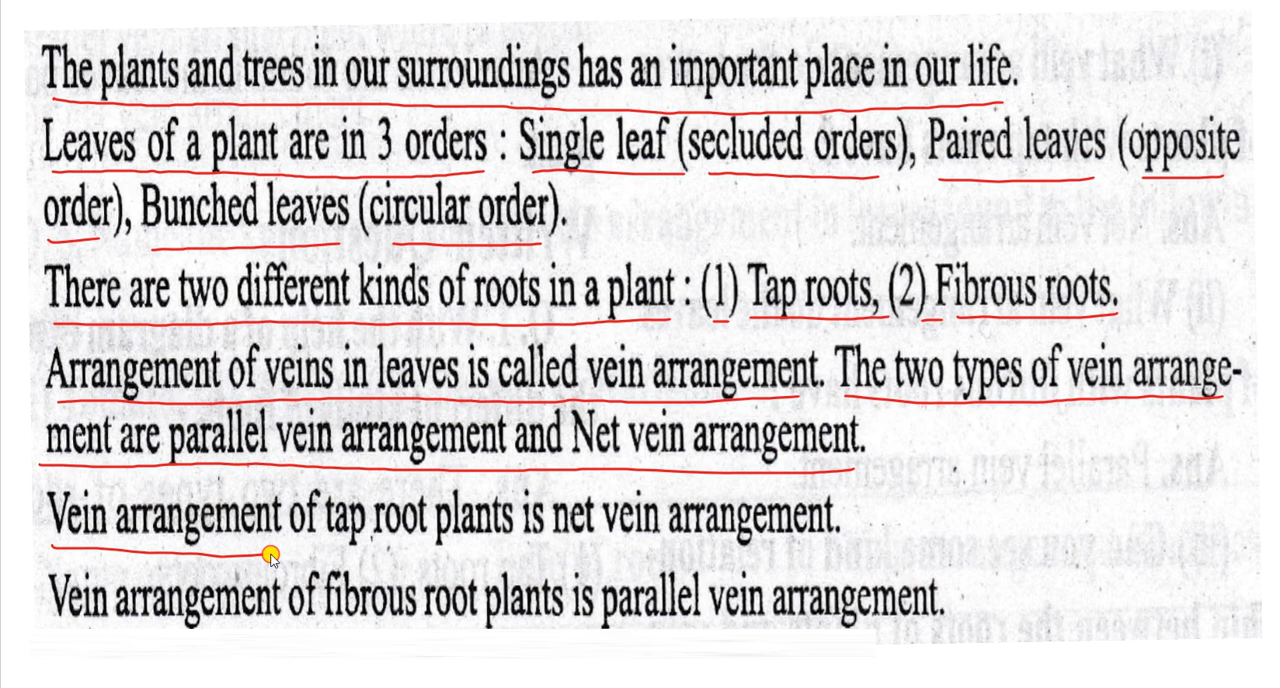 The plants and trees in our surroundings has an important place in our life.
Leaves of a plant are in 3 orders : Single leaf (secluded orders), Paired leaves (opposite
order), Bunched leaves (circular order).
There are two different kinds of roots in a plant : (1) Tap roots, (2) Fibrous roots.
Arrangement of veins in leaves is called vein arrangement. The two types of vein arrange-
ment are parallel vein arrangement and Net vein arrangement.
Vein arrangement of tap root plants is net vein arrangement.
Vein arrangement of fibrous root plants is parallel vein arrangement.